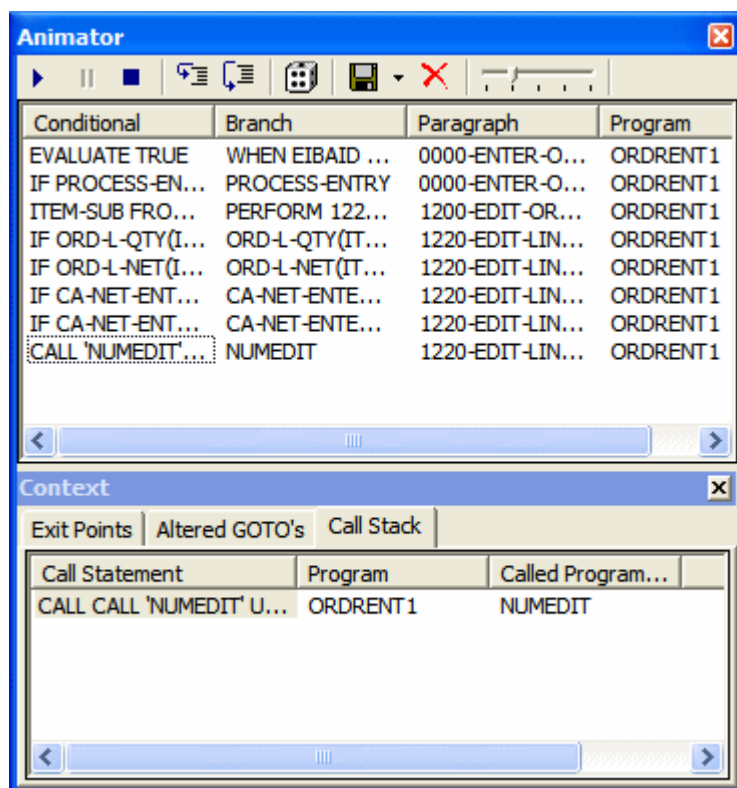 Animator
Conditional Branch Paragraph Program
EVALUATE TRUE WHEN EIBAID ... 0000-ENTER-O... ORDRENT1
IF PROCESS-EN... PROCESS-ENTRY 0000-ENTER-O... ORDRENT1
ITEM-SUB FRO... PERFORM 122... 1200-EDIT-OR... ORDRENT1
IF ORD-L-QTY(I... ORD-L-QTY(IT... 1220-EDIT-LIN... ORDRENT1
IF ORD-L-NET(I... ORD-L-NET(IT... 1220-EDIT-LIN... ORDRENT1
IF CA-NET-ENT... CA-NET-ENTE... 1220-EDIT-LIN... ORDRENT1
IF CA-NET-ENT... CA-NET-ENTE... 1220-EDIT-LIN... ORDRENT1
CALL 'NUMEDIT'... NUMEDIT 1220-EDIT-LIN... ORDRENT1
Context
Exit Points Altered GOTO's Call Stack
Call Statement Program Called Program...
CALL CALL 'NUMEDIT' U... ORDRENT1 NUMEDIT